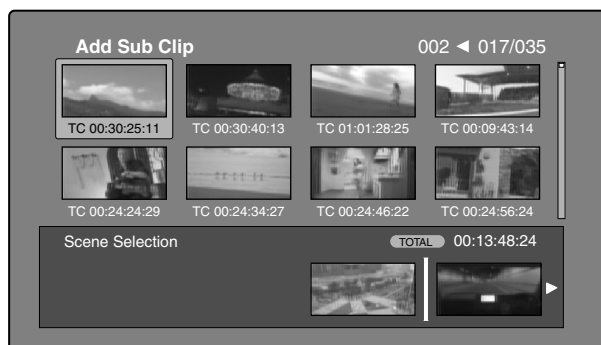 Add Sub Clip 002 ◀ 017/035
TC 00:30:25:11 TC 00:30:40:13 TC 01:01:28:25 TC 00:09:43:14
TC 00:24:24:29 TC 00:24:34:27 TC 00:24:46:22 TC 00:24:56:24
Scene Selection TOTAL 00:13:48:24